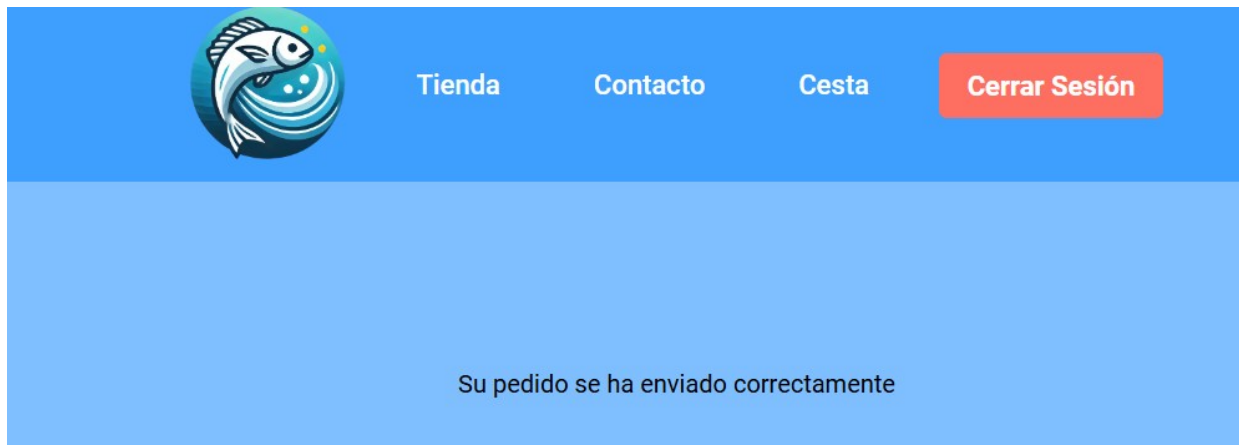 Tienda Contacto Cesta Cerrar Sesión
Su pedido se ha enviado correctamente